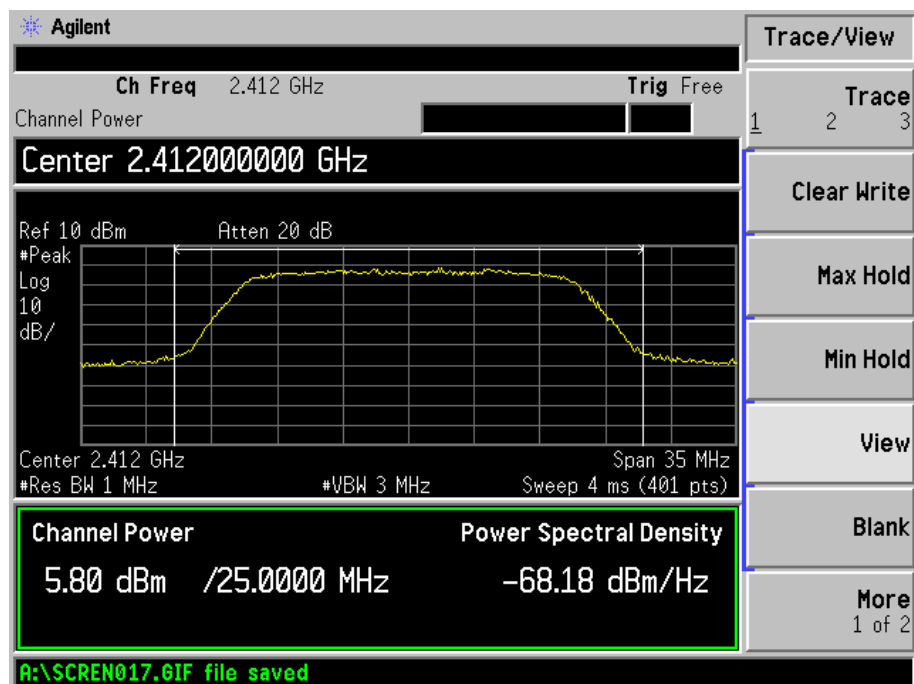 Agilent
Ch Freq 2.412 GHz Trig Free
Channel Power
Center 2.412000000 GHz
Ref 10 dBm Atten 20 dB
#Peak
Log
10
dB/
Center 2.412 GHz Span 35 MHz
#Res BW 1 MHz #VBW 3 MHz Sweep 4 ms (401 pts)
Channel Power Power Spectral Density
5.80 dBm /25.0000 MHz -68.18 dBm/Hz
A:\SCREN017.GIF file saved
Trace/View
Trace
1 2 3
Clear Write
Max Hold
Min Hold
View
Blank
More
1 of 2